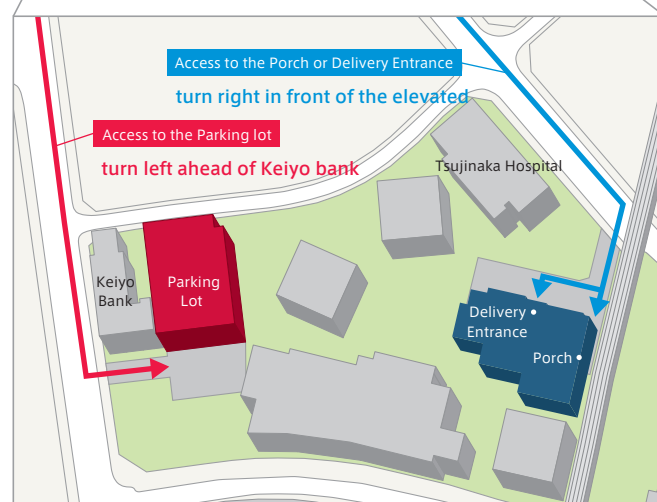 Access to the Porch or Delivery Entrance
turn right in front of the elevated
Access to the Parking lot
turn left ahead of Keiyo bank
Tsujinaka Hospital
Keiyo
Bank
Parking
Lot
Delivery
Entrance
Porch